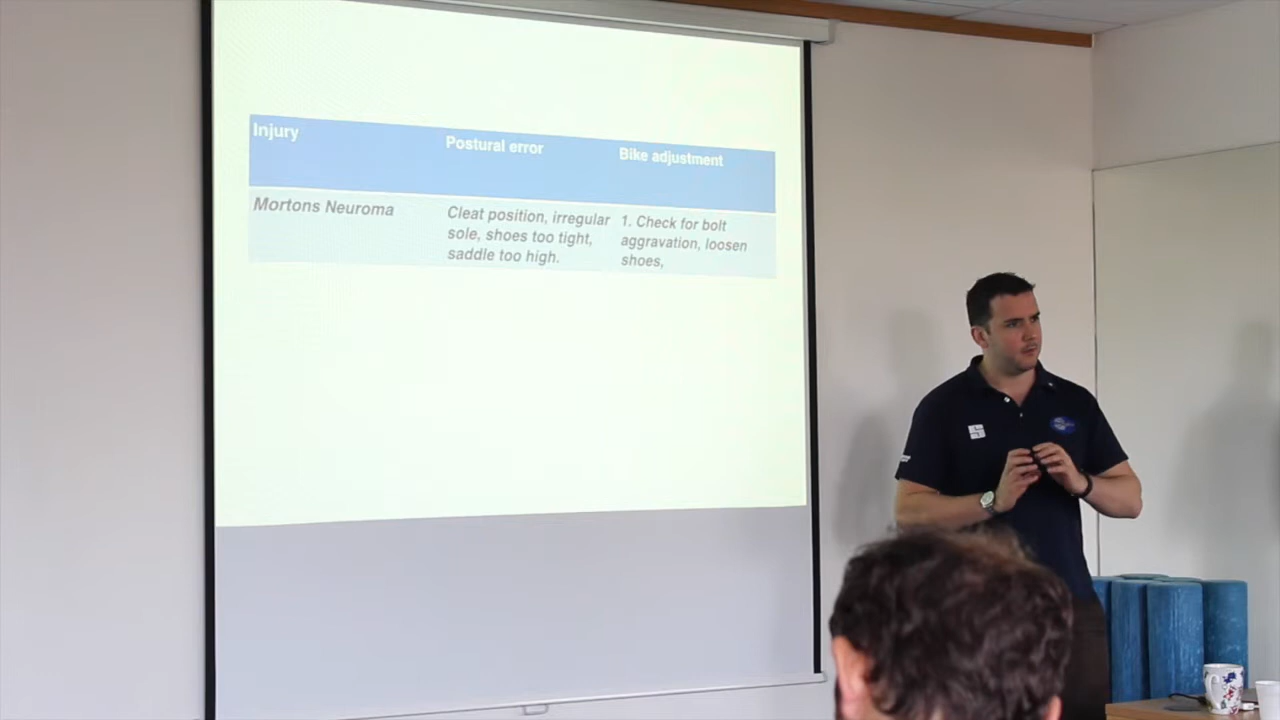 Injury
Postural error
Bike adjustment
Mortons Neuroma
Cleat position, irregular
sole, shoes too tight,
saddle too high.
1. Check for bolt
aggravation, loosen
shoes,